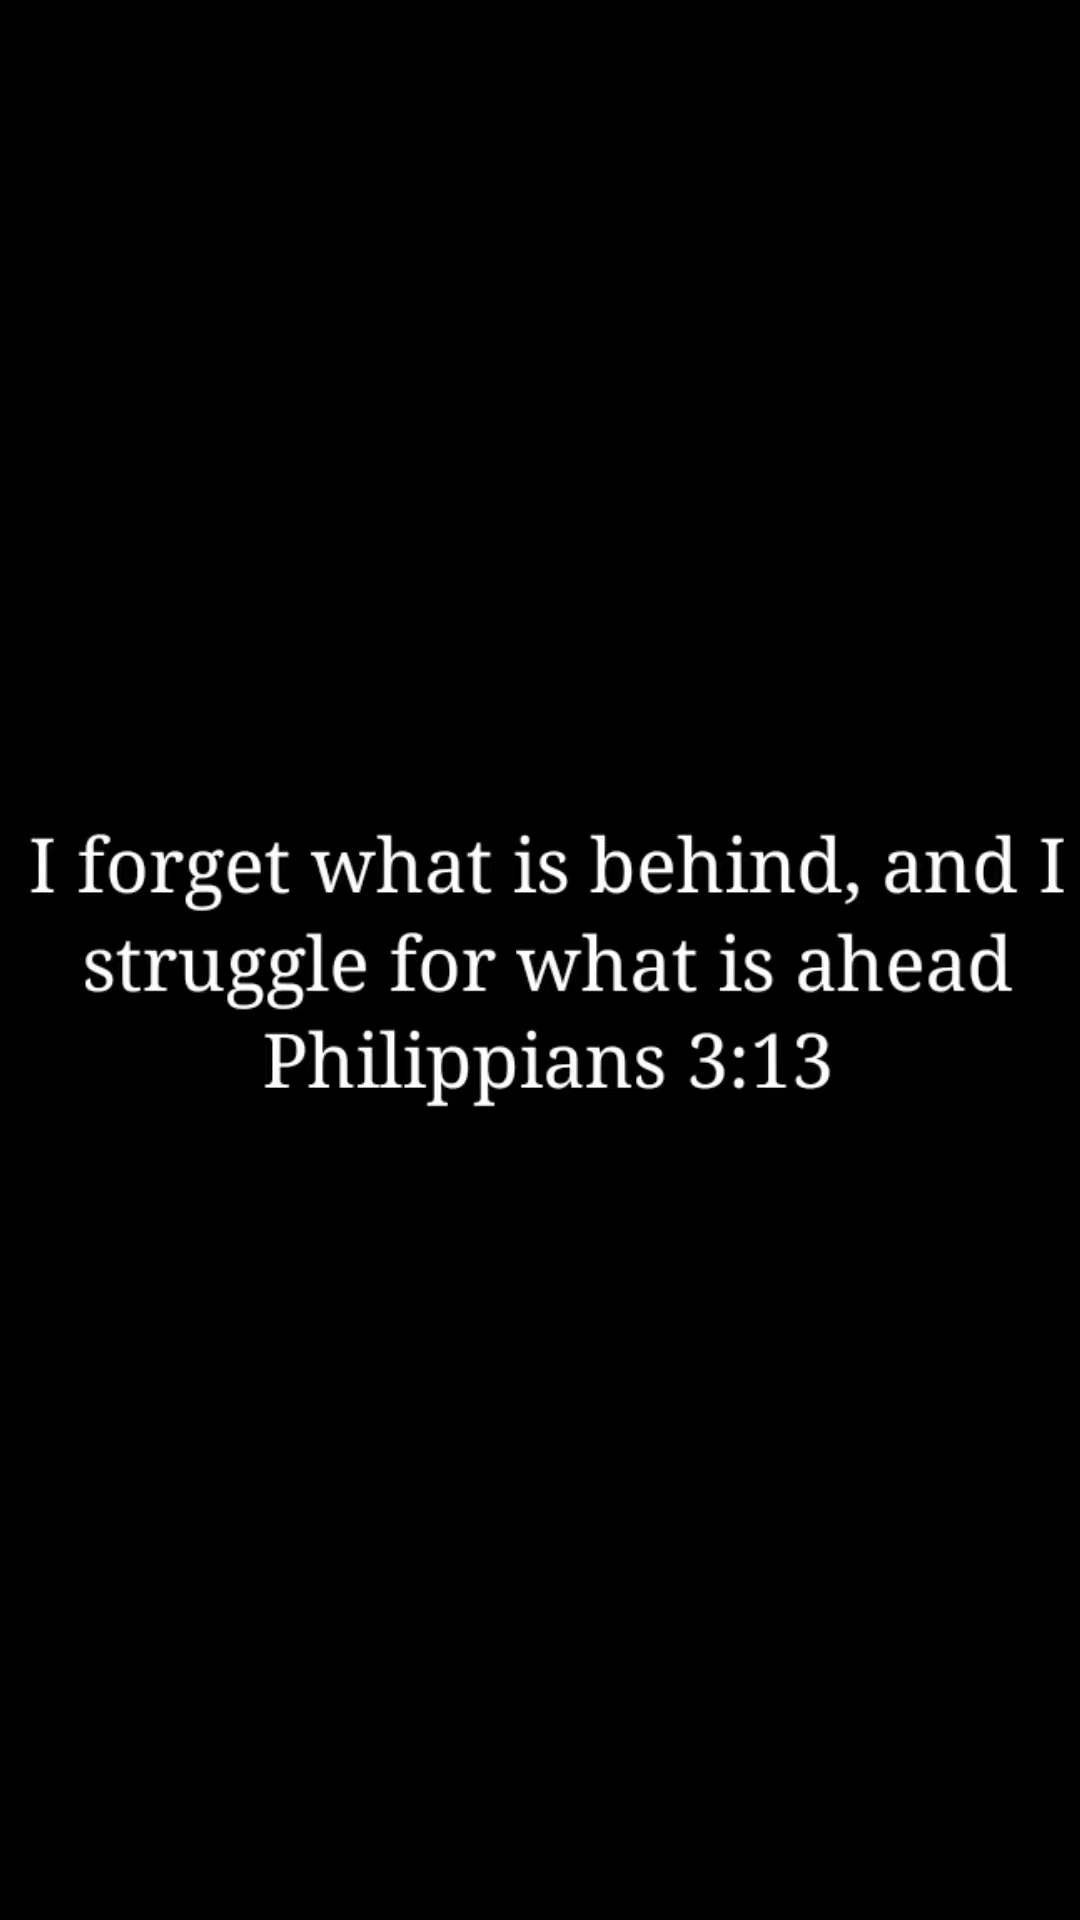 I forget what is behind, and I
struggle for what is ahead
Philippians 3:13